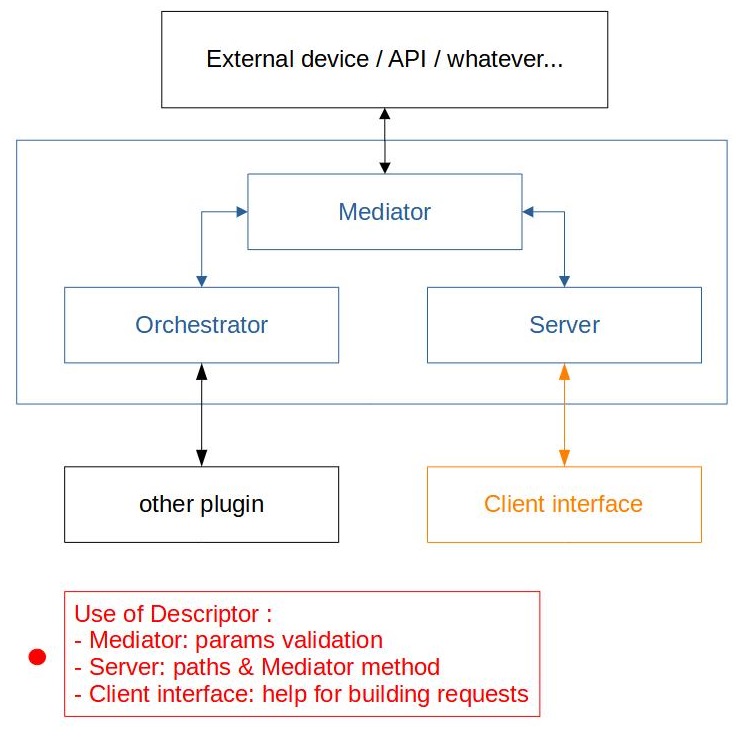 External device / API / whatever...
Mediator
Orchestrator
Server
other plugin
Client interface
Use of Descriptor :
- Mediator: params validation
- Server: paths & Mediator method
- Client interface: help for building requests